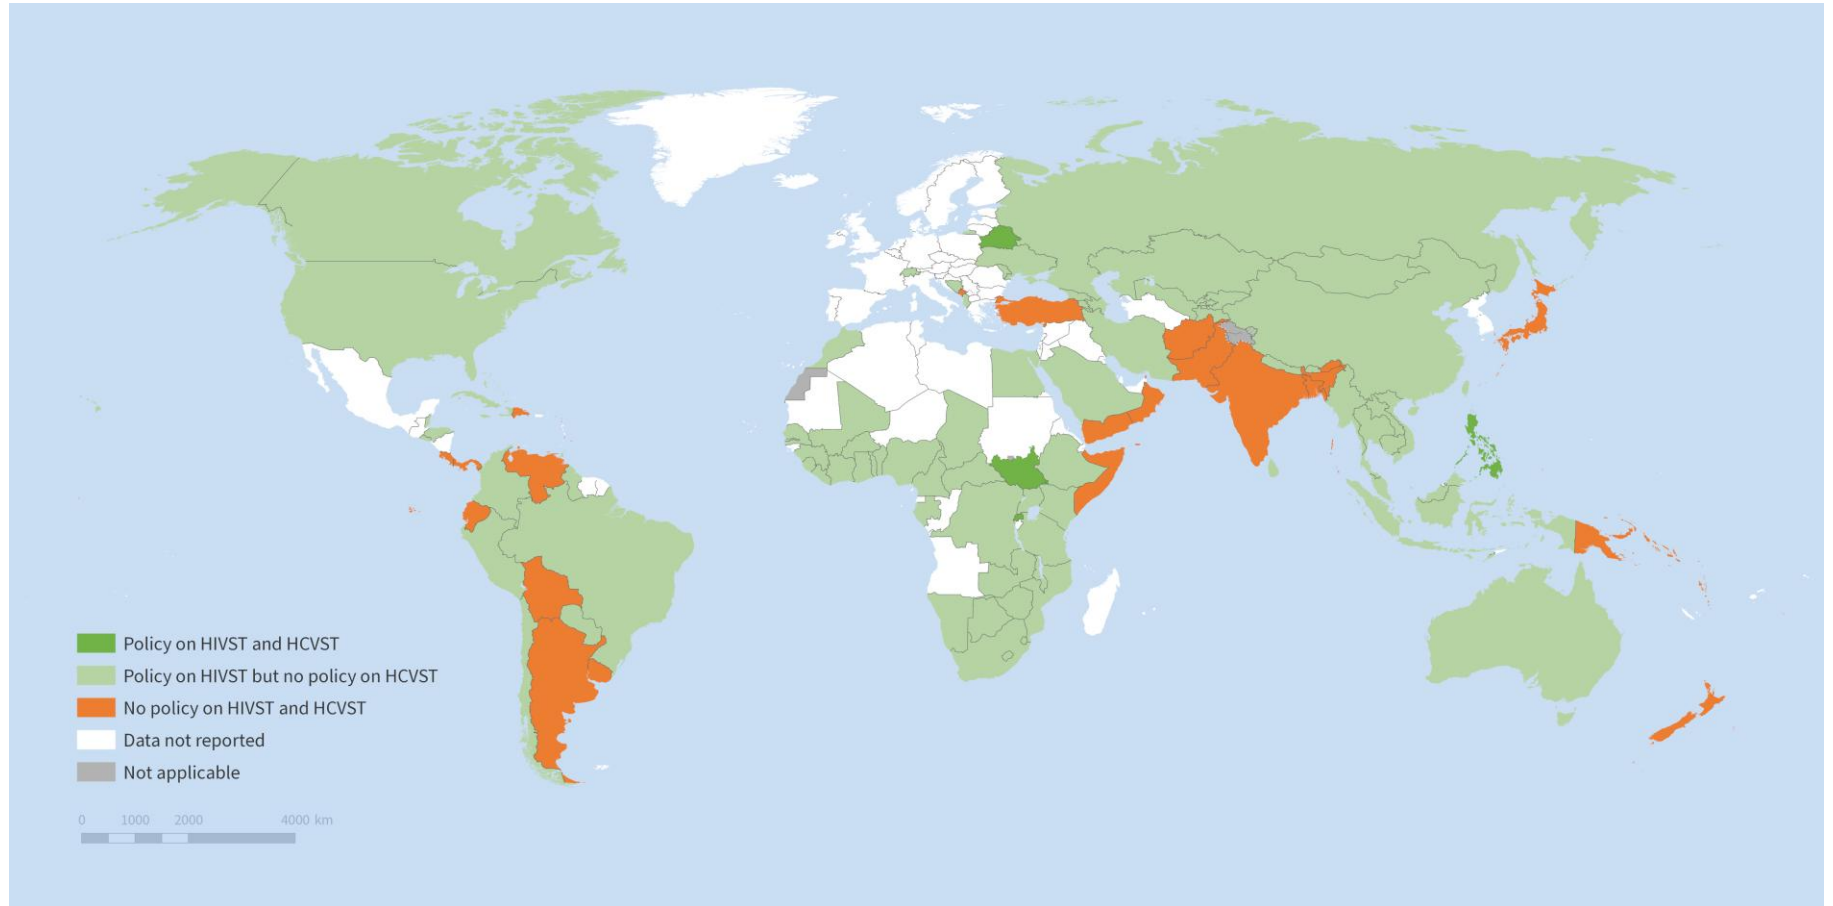 Policy on HIVST and HCVST
Policy on HIVST but no policy on HCVST
No policy on HIVST and HCVST
Data not reported
Not applicable
0 1000 2000 4000 km